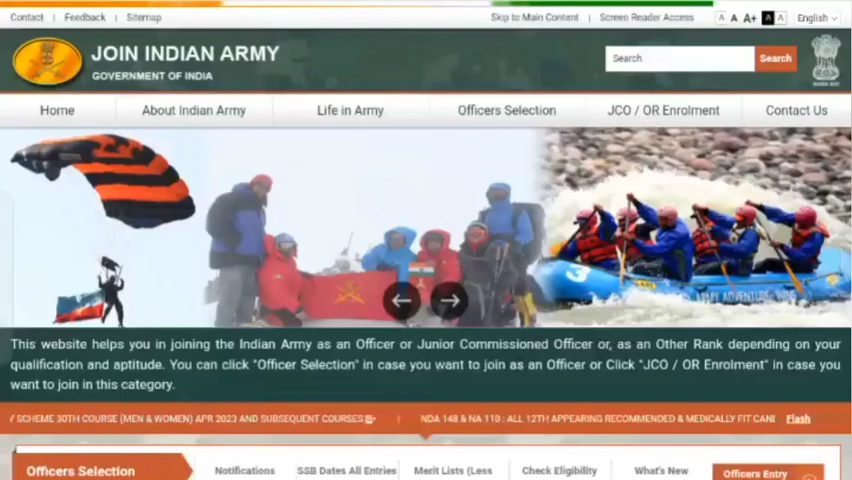 Contact | Feedback | Sitemap
Skip to Main Content | Screen Reader Access
A A A+ A A English
JOIN INDIAN ARMY
GOVERNMENT OF INDIA
Search Search
Home About Indian Army Life in Army Officers Selection JCO / OR Enrolment Contact Us
3
ARMY ADVENTURE WING
This website helps you in joining the Indian Army as an Officer or Junior Commissioned Officer or, as an Other Rank depending on your
qualification and aptitude. You can click "Officer Selection" in case you want to join as an Officer or Click "JCO / OR Enrolment" in case you
want to join in this category.
Y SCHEME 30TH COURSE (MEN & WOMEN) APR 2023 AND SUBSEQUENT COURSES | NDA 148 & NA 110 : ALL 12TH APPEARING RECOMMENDED & MEDICALLY FIT CANDI Flash
Officers Selection Notifications SSB Dates All Entries Merit Lists (Less Check Eligibility What's New Officers Entry